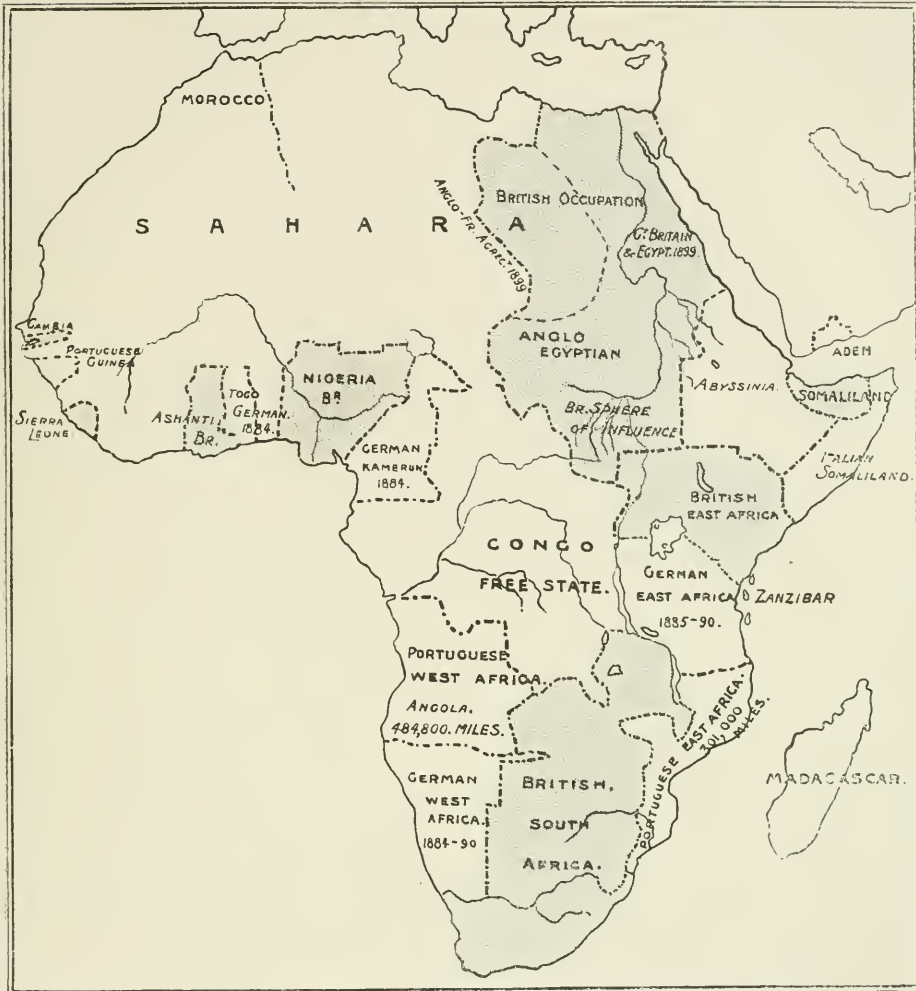 MOROCCO
SAHARA
ANGLO-FR. AGREE.T 1899
BRITISH OCCUPATION
G.T BRITAIN
& EGYPT. 1899.
ANGLO
EGYPTIAN
BR. SPHERE
OF INFLUENCE
ABYSSINIA.
ADEN
SOMALILAND
ITALIAN
SOMALILAND.
GAMBIA
PORTUGUESE
GUINEA
SIERRA
LEONE
ASHANTI
BR.
TOGO
GERMAN.
1884.
NIGERIA
BR
GERMAN
KAMERUN
1884.
BRITISH
EAST AFRICA
CONGO
FREE STATE.
GERMAN
EAST AFRICA
1885-90.
ZANZIBAR
PORTUGUESE
WEST AFRICA.
ANGOLA.
484,800. MILES.
PORTUGUESE EAST AFRICA.
301,000
MILES.
MADAGASCAR.
GERMAN
WEST
AFRICA.
1884-90
BRITISH,
SOUTH
AFRICA.